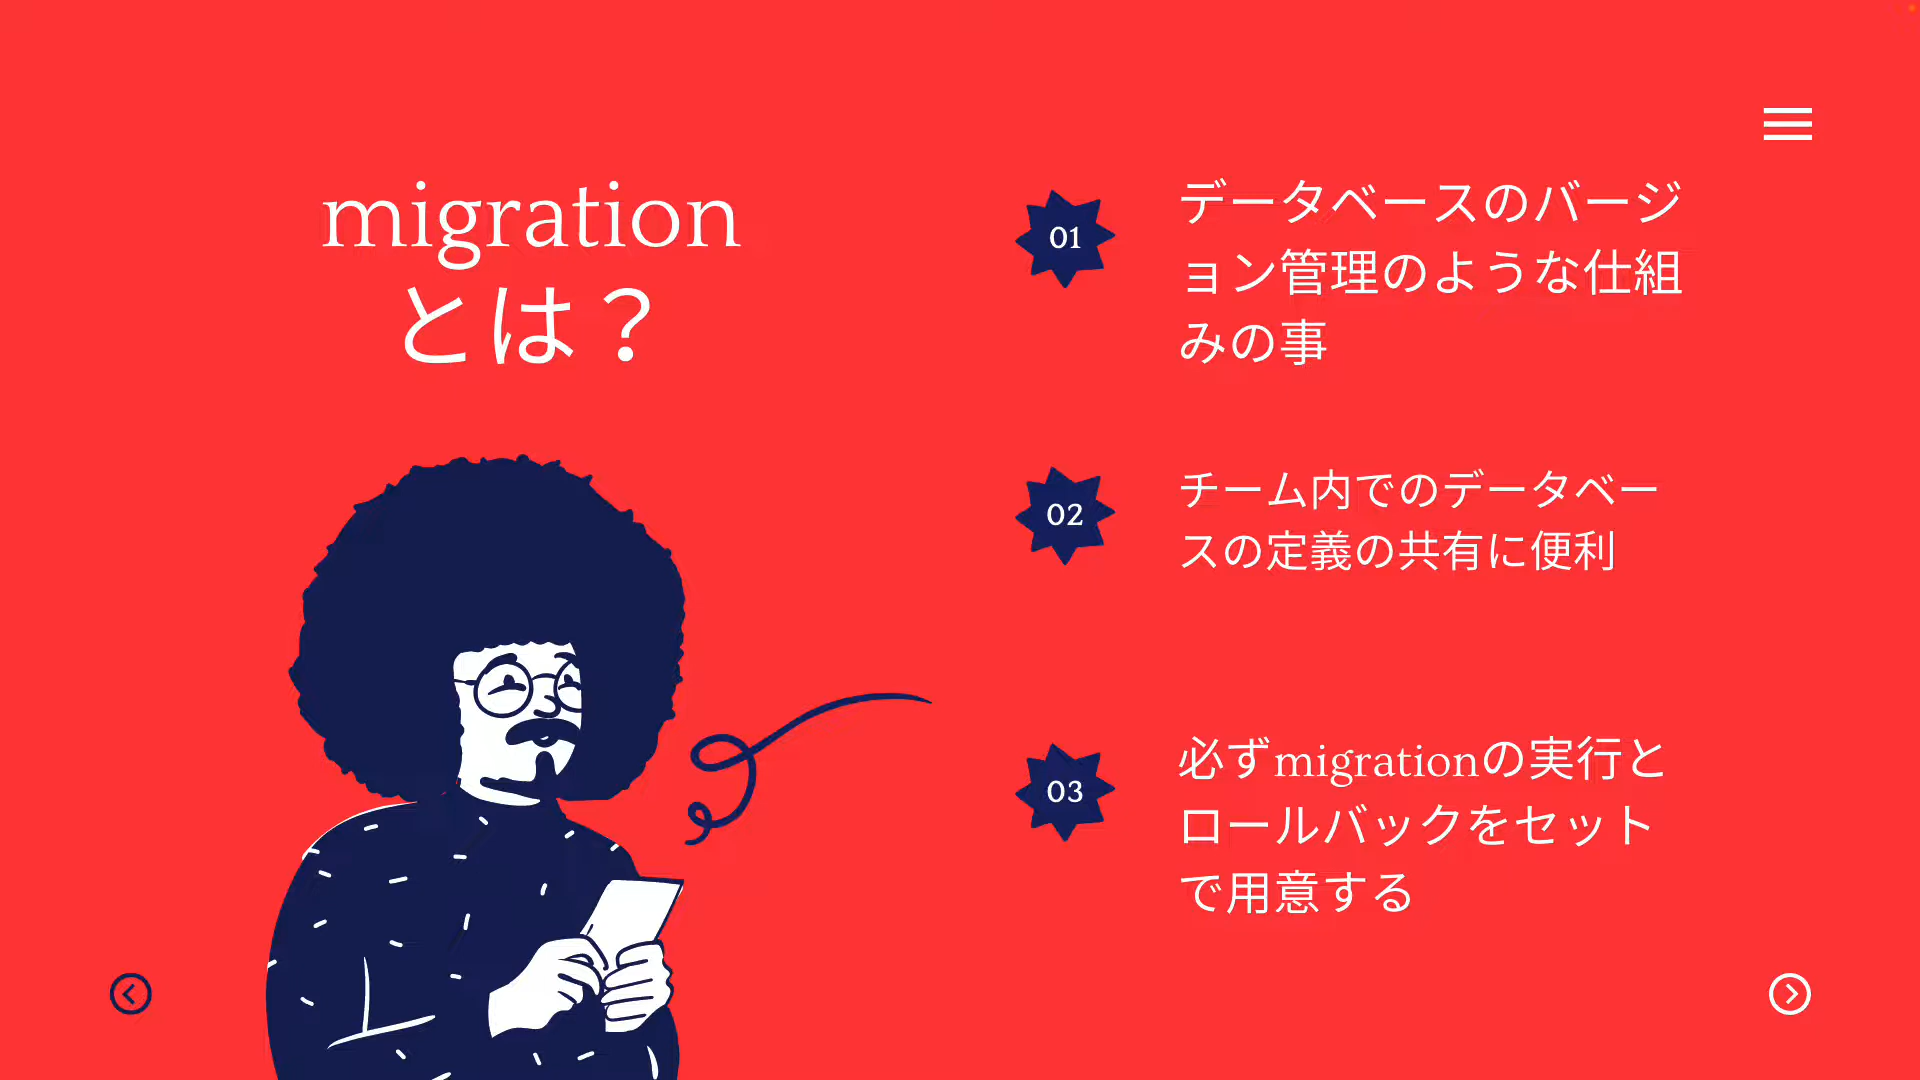 migration
とは？
01
データベースのバージ
ョン管理のような仕組
みの事
02
チーム内でのデータベー
スの定義の共有に便利
03
必ずmigrationの実行と
ロールバックをセット
で用意する